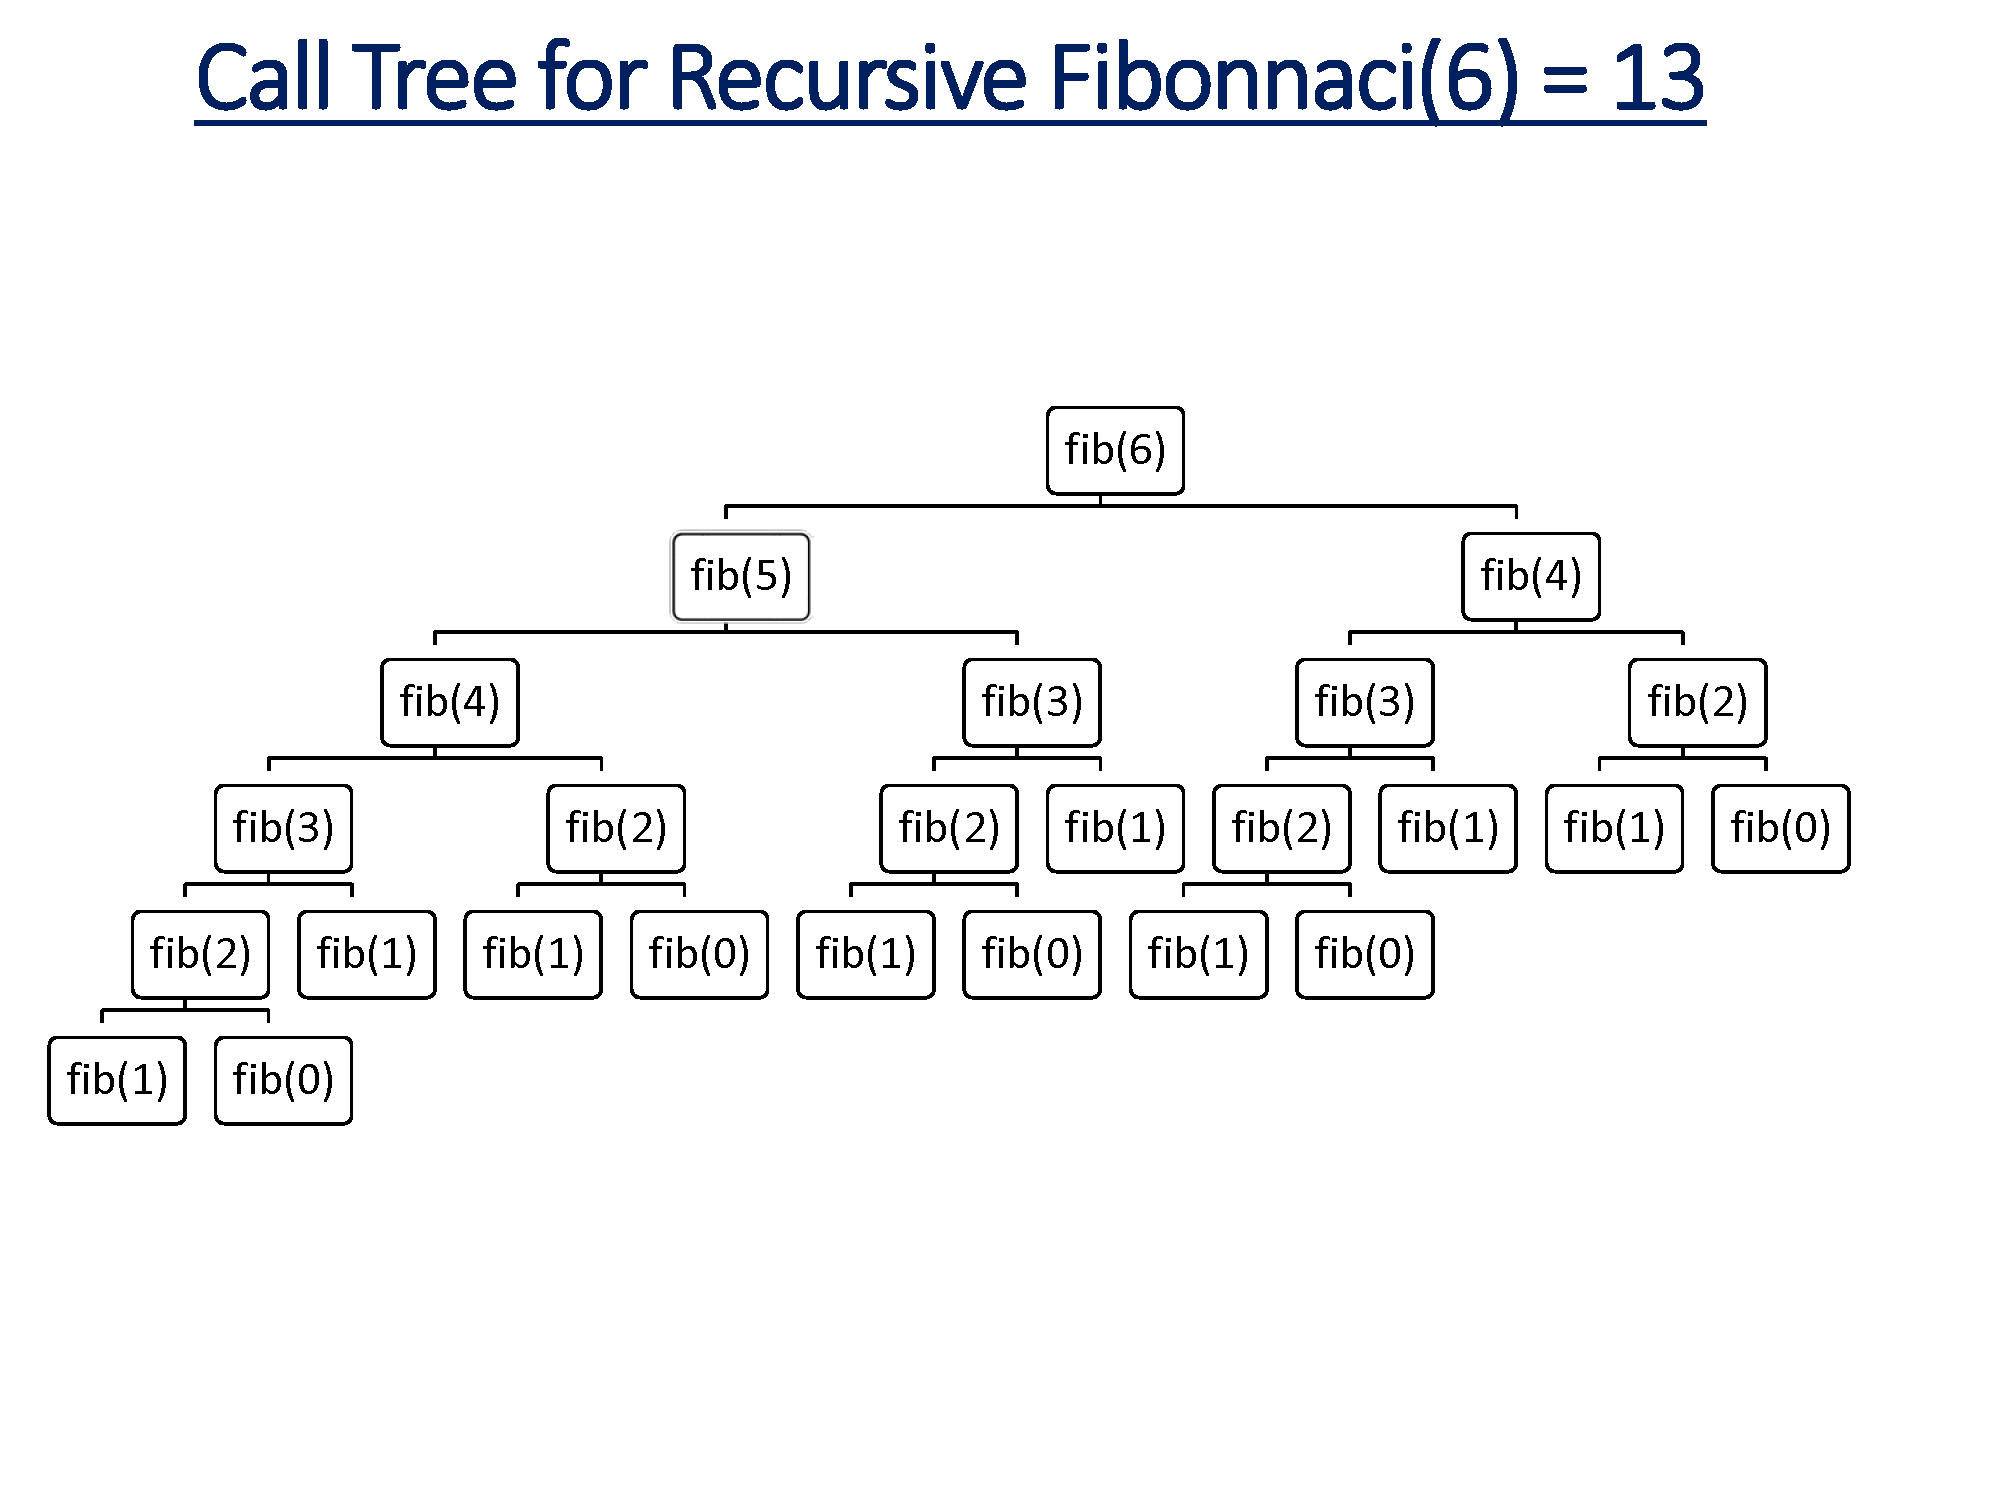 Call Tree for Recursive Fibonnaci(6) = 13
fib(6)
fib(5) fib(4)
fib(4) fib(3) fib(3) fib(2)
fib(3) fib(2) fib(2) fib(1) fib(2) fib(1) fib(1) fib(0)
fib(2) fib(1) fib(1) fib(0) fib(1) fib(0) fib(1) fib(0)
fib(1) fib(0)